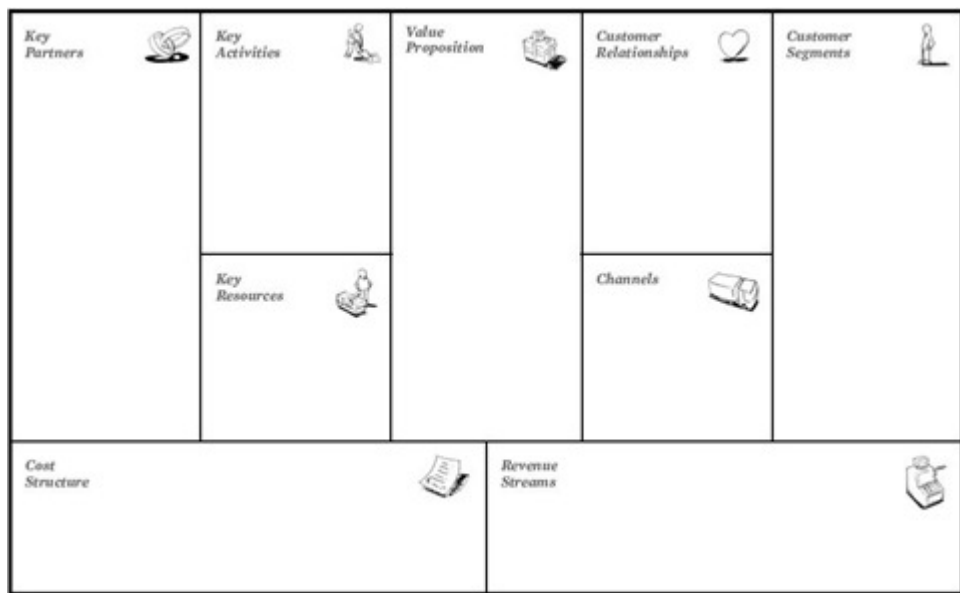 Key
Partners
Key
Activities
Value
Proposition
Customer
Relationships
Customer
Segments
Key
Resources
Channels
Cost
Structure
Revenue
Streams